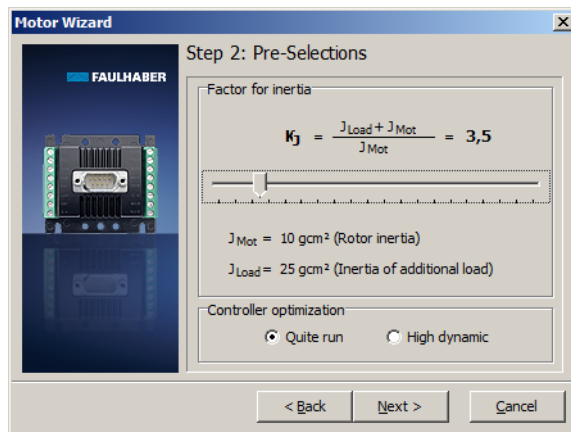 Motor Wizard
Step 2: Pre-Selections
FAULHABER
Factor for inertia
KJ = (JLoad + JMot) / JMot = 3,5
JMot = 10 gcm² (Rotor inertia)
JLoad = 25 gcm² (Inertia of additional load)
Controller optimization
Quite run High dynamic
< Back Next > Cancel